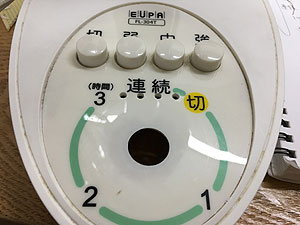 EUPA
FL-304T
切 弱 中 強
(時間) 連続
3 切
2 1